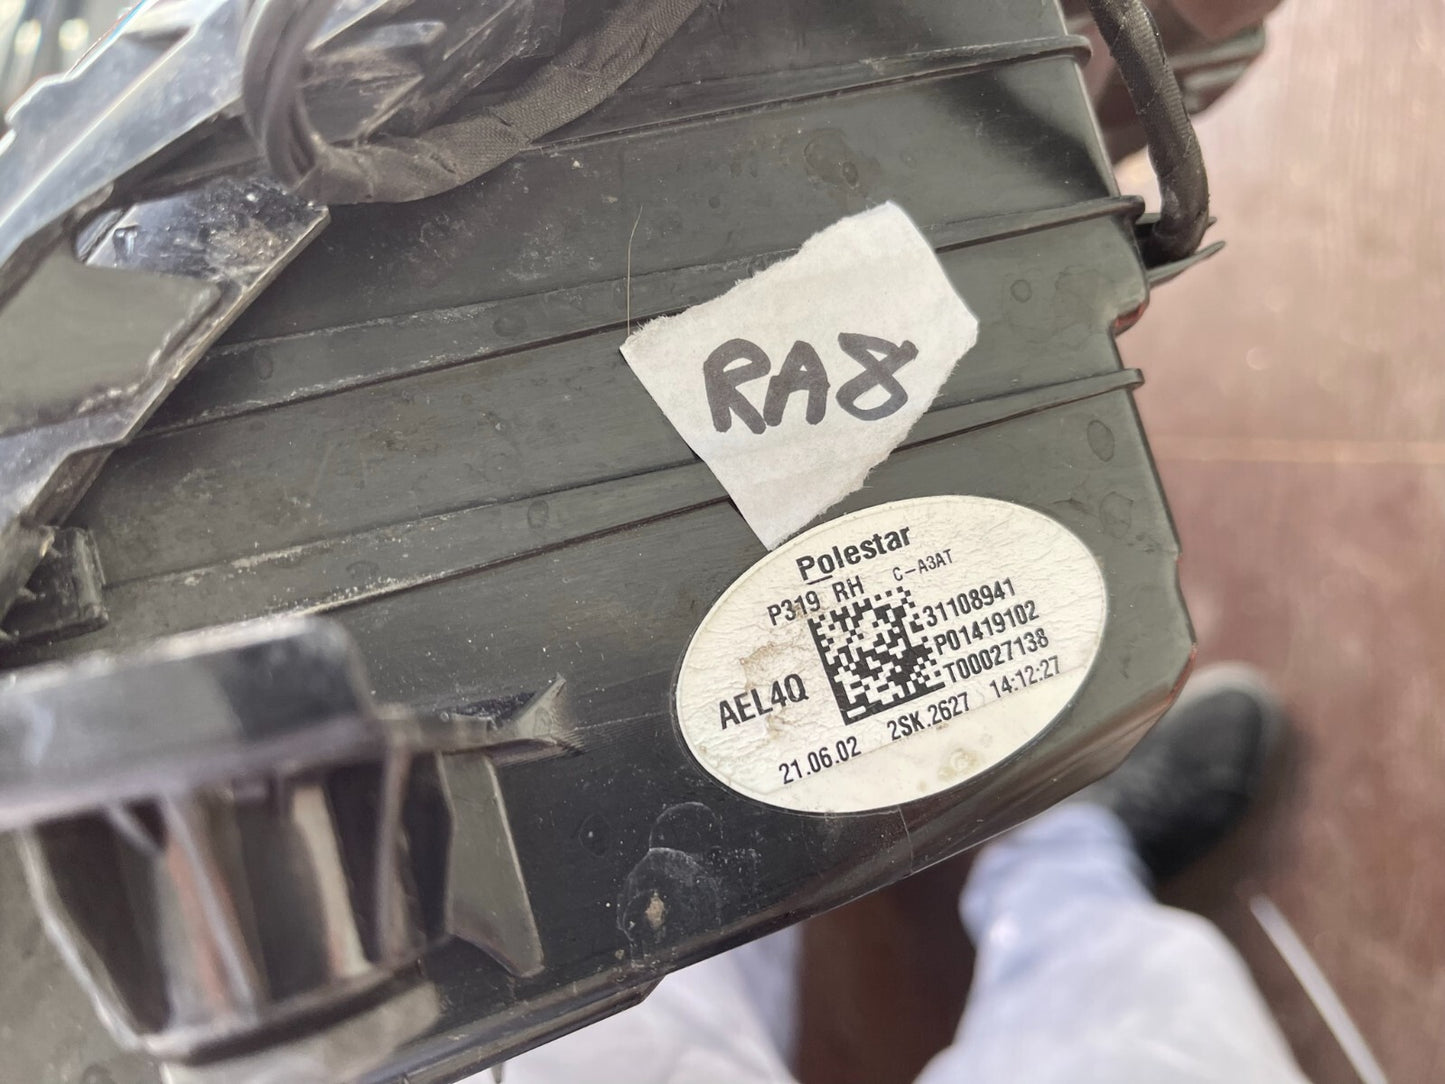 RA8
Polestar
P319 RH C-A3AT
31108941
P01419102
T00027138
AEL4Q
21.06.02 2SK.2627 14:12:27